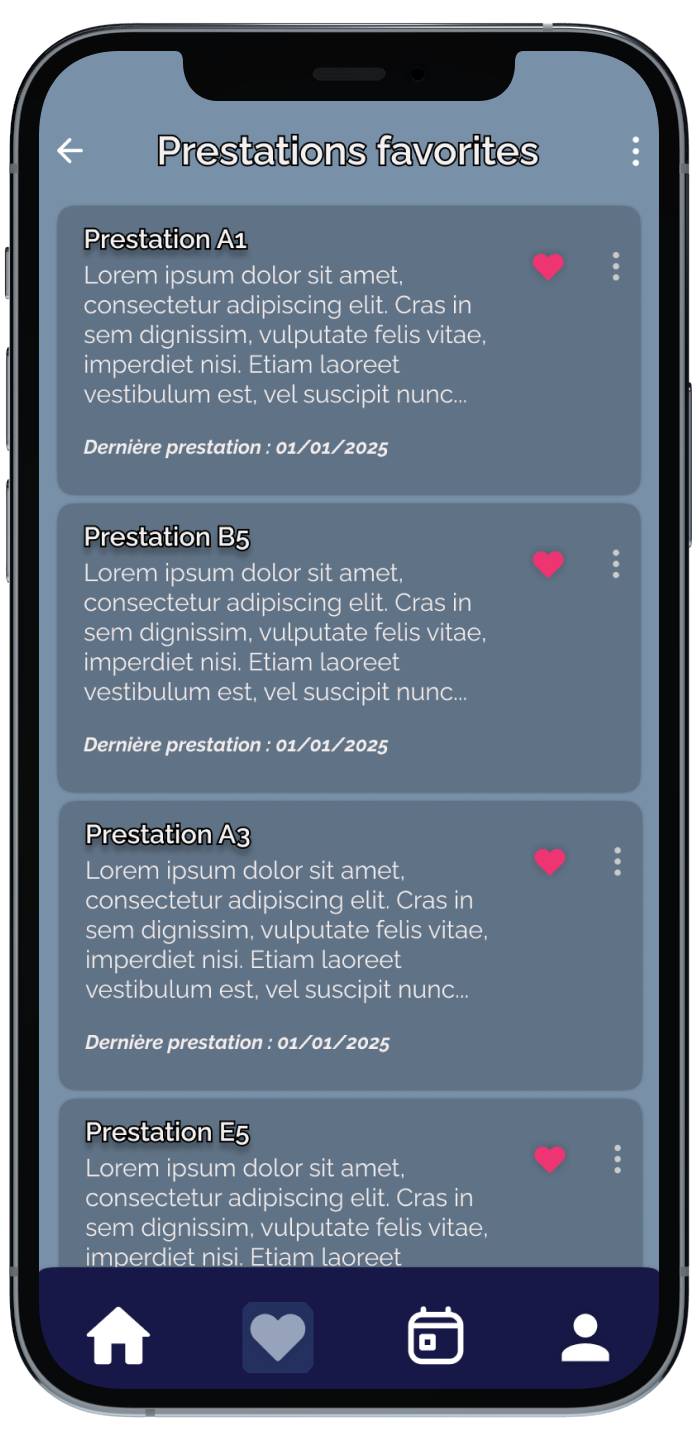 Prestations favorites
Prestation A1
Lorem ipsum dolor sit amet,
consectetur adipiscing elit. Cras in
sem dignissim, vulputate felis vitae,
imperdiet nisi. Etiam laoreet
vestibulum est, vel suscipit nunc...
Dernière prestation : 01/01/2025
Prestation B5
Lorem ipsum dolor sit amet,
consectetur adipiscing elit. Cras in
sem dignissim, vulputate felis vitae,
imperdiet nisi. Etiam laoreet
vestibulum est, vel suscipit nunc...
Dernière prestation : 01/01/2025
Prestation A3
Lorem ipsum dolor sit amet,
consectetur adipiscing elit. Cras in
sem dignissim, vulputate felis vitae,
imperdiet nisi. Etiam laoreet
vestibulum est, vel suscipit nunc...
Dernière prestation : 01/01/2025
Prestation E5
Lorem ipsum dolor sit amet,
consectetur adipiscing elit. Cras in
sem dignissim, vulputate felis vitae,
imperdiet nisi. Etiam laoreet